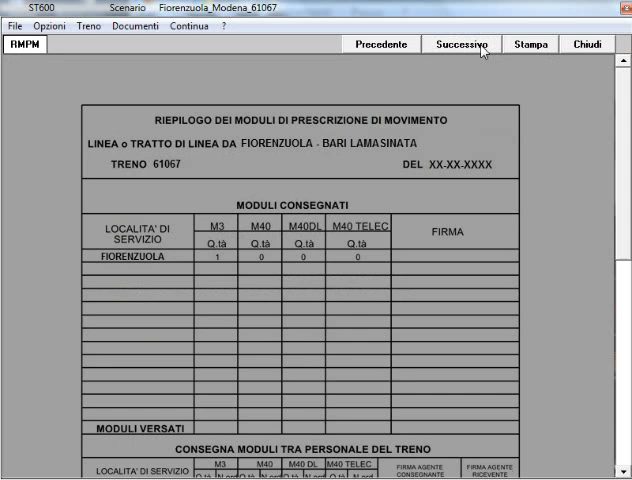 ST600 Scenario Fiorenzuola_Modena_61067
File Opzioni Treno Documenti Continua ?
RMPM Precedente Successivo Stampa Chiudi
RIEPILOGO DEI MODULI DI PRESCRIZIONE DI MOVIMENTO
LINEA o TRATTO DI LINEA DA FIORENZUOLA - BARI LAMASINATA
TRENO 61067 DEL XX-XX-XXXX
MODULI CONSEGNATI
LOCALITA' DI SERVIZIO M3 M40 M40DL M40 TELEC FIRMA
Q.tà Q.tà Q.tà Q.tà
FIORENZUOLA 1 0 0 0
MODULI VERSATI
CONSEGNA MODULI TRA PERSONALE DEL TRENO
LOCALITA' DI SERVIZIO M3 M40 M40 DL M40 TELEC FIRMA AGENTE CONSEGNANTE FIRMA AGENTE RICEVENTE